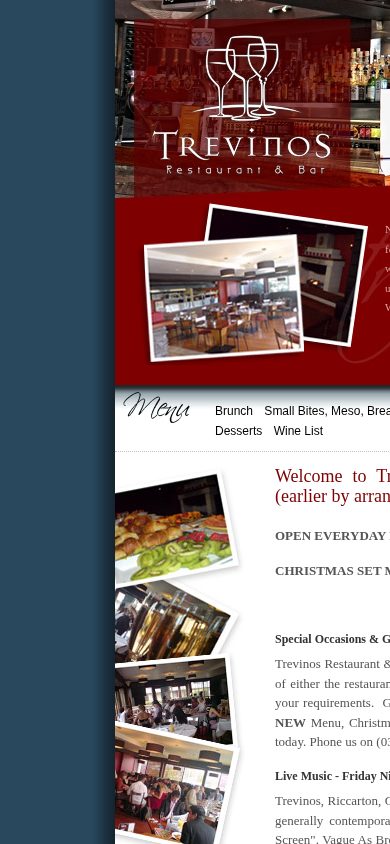 TREVINOS
Restaurant & Bar
Menu
Brunch Small Bites, Meso, Brea
Desserts Wine List
Welcome to Tr
(earlier by arran
OPEN EVERYDAY
CHRISTMAS SET M
Special Occasions & G
Trevinos Restaurant &
of either the restauran
your requirements. G
NEW Menu, Christm
today. Phone us on (03
Live Music - Friday Ni
Trevinos, Riccarton, C
generally contempora
Screen", Vague As Bro